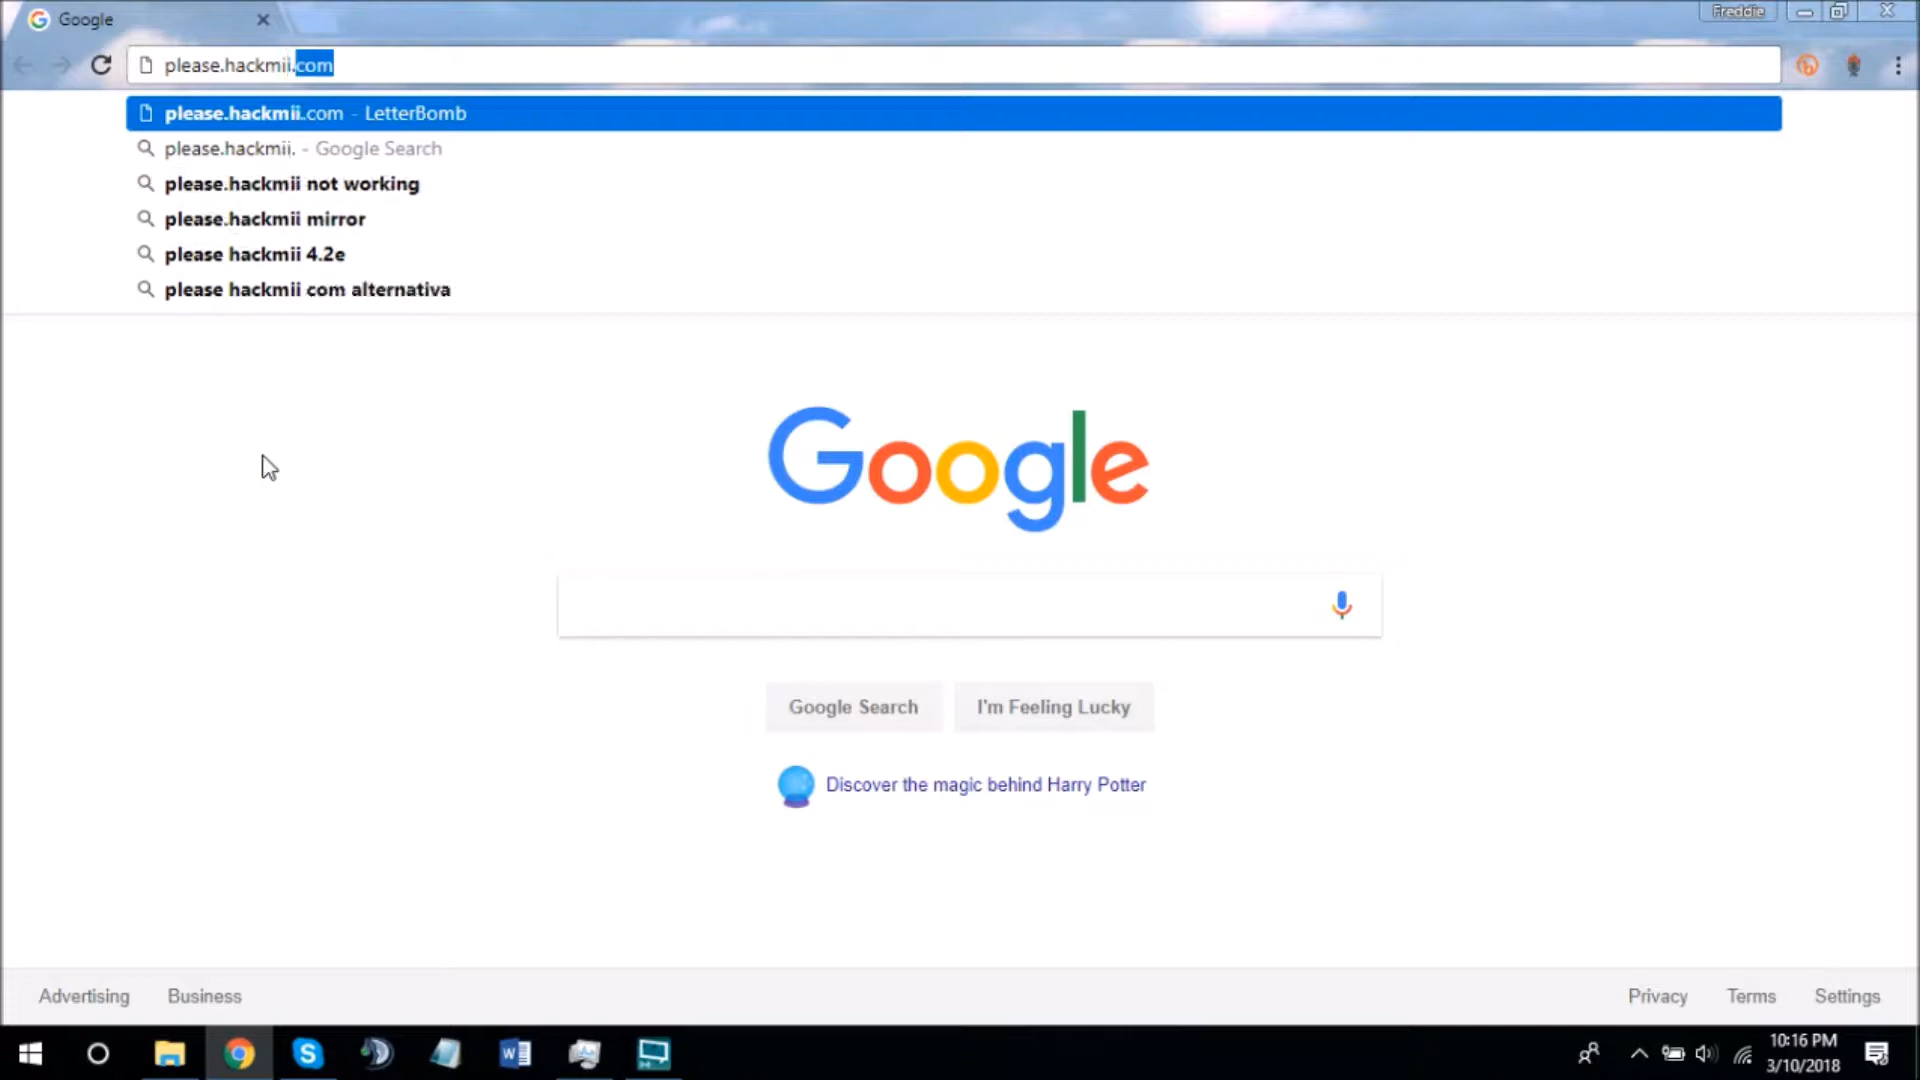 Google
Freddie
please.hackmii.com
please.hackmii.com - LetterBomb
please.hackmii. - Google Search
please.hackmii not working
please.hackmii mirror
please hackmii 4.2e
please hackmii com alternativa
Google
Google Search
I'm Feeling Lucky
Discover the magic behind Harry Potter
Advertising
Business
Privacy
Terms
Settings
10:16 PM
3/10/2018